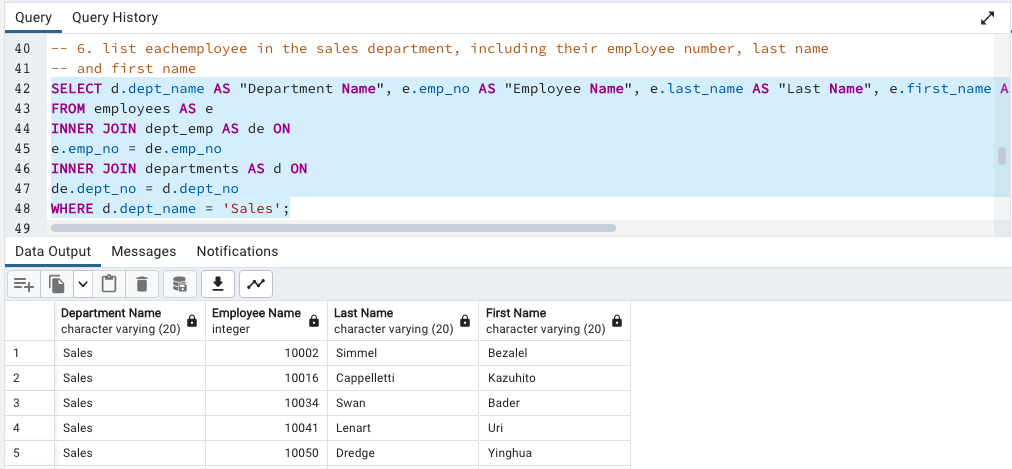 Query Query History
40 -- 6. list eachemployee in the sales department, including their employee number, last name
41 -- and first name
42 SELECT d.dept_name AS "Department Name", e.emp_no AS "Employee Name", e.last_name AS "Last Name", e.first_name A
43 FROM employees AS e
44 INNER JOIN dept_emp AS de ON
45 e.emp_no = de.emp_no
46 INNER JOIN departments AS d ON
47 de.dept_no = d.dept_no
48 WHERE d.dept_name = 'Sales';
49
Data Output Messages Notifications
Department Name Employee Name Last Name First Name
character varying (20) integer character varying (20) character varying (20)
1 Sales 10002 Simmel Bezalel
2 Sales 10016 Cappelletti Kazuhito
3 Sales 10034 Swan Bader
4 Sales 10041 Lenart Uri
5 Sales 10050 Dredge Yinghua